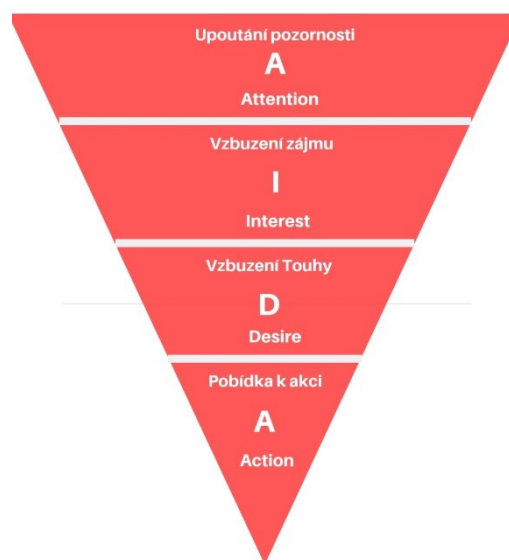 Upoutání pozornosti
A
Attention
Vzbuzení zájmu
I
Interest
Vzbuzení Touhy
D
Desire
Pobídka k akci
A
Action